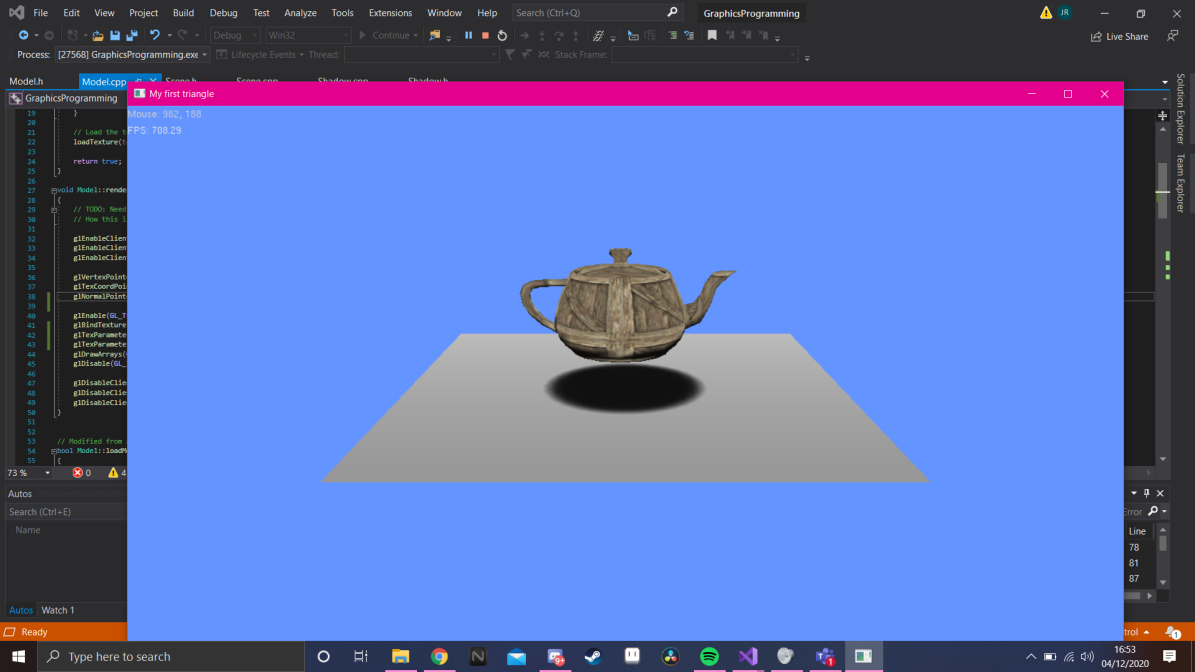 File Edit View Project Build Debug Test Analyze Tools Extensions Window Help Search (Ctrl+Q) GraphicsProgramming JR
Debug Win32 Continue Live Share
Process: [27568] GraphicsProgramming.exe Lifecycle Events Thread: Stack Frame:
Model.h Model.cpp Scene.h Scene.cpp Shadow.cpp Shadow.h
GraphicsProgramming
My first triangle
Mouse: 982, 188
FPS: 708.29
19 }
20
21 // Load the t
22 loadTexture(t
23
24 return true;
25 }
26
27 void Model::rende
28 {
29 // TODO: Need
30 // How this i
31
32 glEnableClien
33 glEnableClien
34 glEnableClien
35
36 glVertexPoint
37 glTexCoordPoi
38 glNormalPoint
39
40 glEnable(GL_T
41 glBindTexture
42 glTexParamete
43 glTexParamete
44 glDrawArrays(
45 glDisable(GL_
46
47 glDisableClie
48 glDisableClie
49 glDisableClie
50 }
51
52
53 // Modified from
54 bool Model::loadM
55 {
73 % 0 4
Autos
Search (Ctrl+E)
Name
Autos Watch 1
Solution Explorer
Team Explorer
Error
Line
78
81
87
Ready
trol 1
Type here to search
9+
1
16:53
04/12/2020